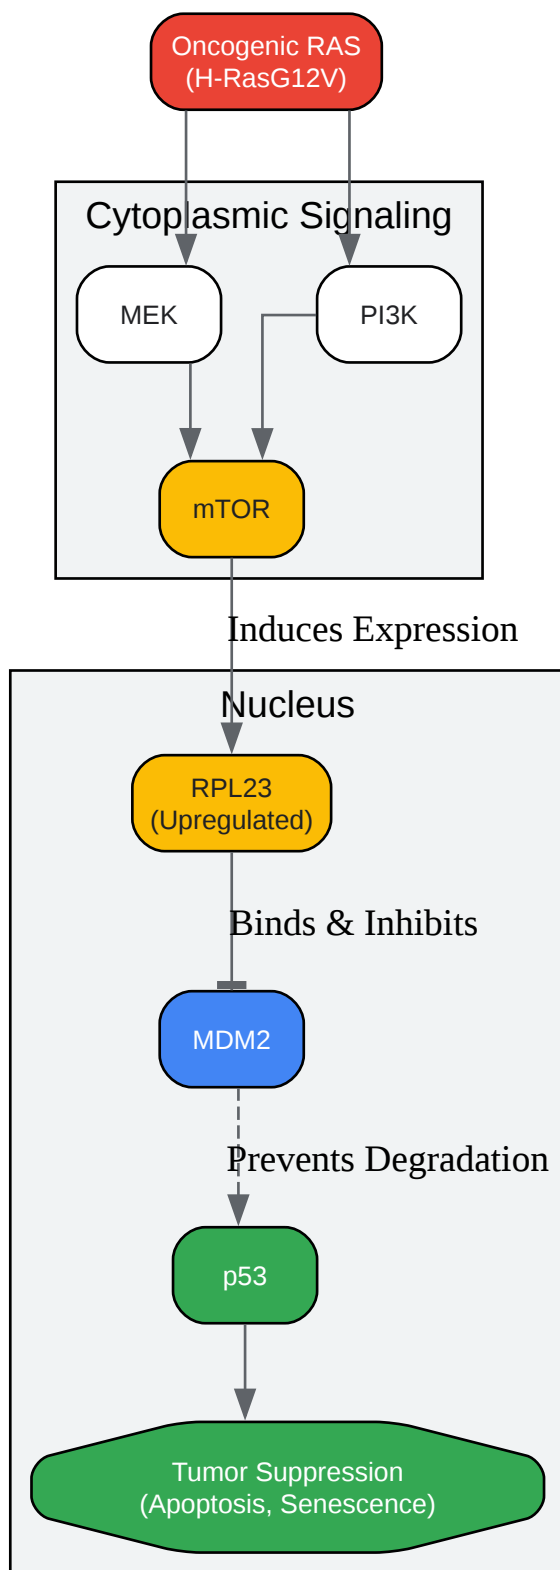 Oncogenic RAS
(H-RasG12V)
Cytoplasmic Signaling
MEK
PI3K
mTOR
Induces Expression
Nucleus
RPL23
(Upregulated)
Binds & Inhibits
MDM2
Prevents Degradation
p53
Tumor Suppression
(Apoptosis, Senescence)